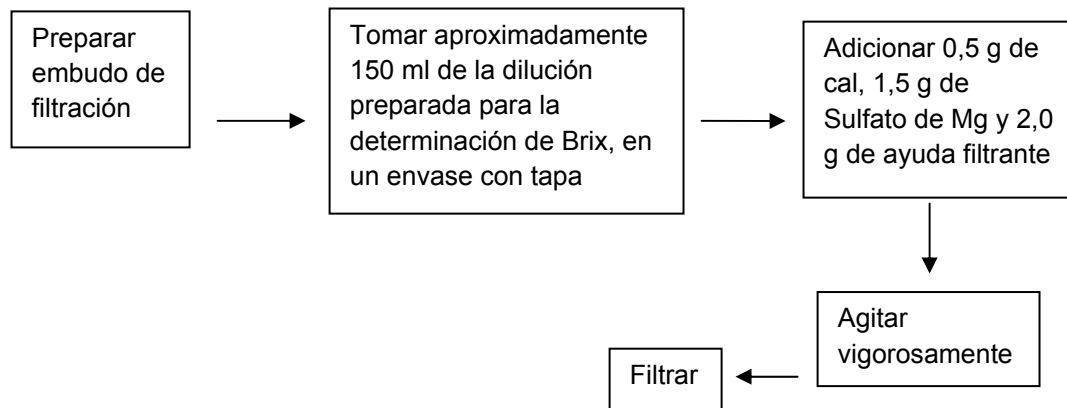 Preparar
embudo de
filtración
Tomar aproximadamente
150 ml de la dilución
preparada para la
determinación de Brix, en
un envase con tapa
Adicionar 0,5 g de
cal, 1,5 g de
Sulfato de Mg y 2,0
g de ayuda filtrante
Agitar
vigorosamente
Filtrar